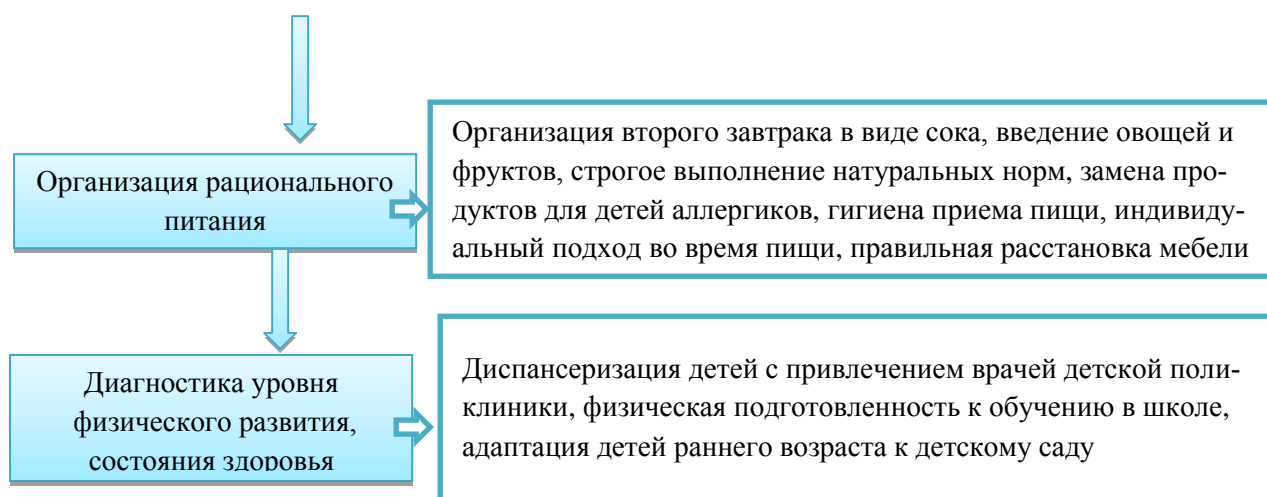 Организация рационального
питания
Организация второго завтрака в виде сока, введение овощей и
фруктов, строгое выполнение натуральных норм, замена про-
дуктов для детей аллергиков, гигиена приема пищи, индивиду-
альный подход во время пищи, правильная расстановка мебели
Диагностика уровня
физического развития,
состояния здоровья
Диспансеризация детей с привлечением врачей детской поли-
клиники, физическая подготовленность к обучению в школе,
адаптация детей раннего возраста к детскому саду